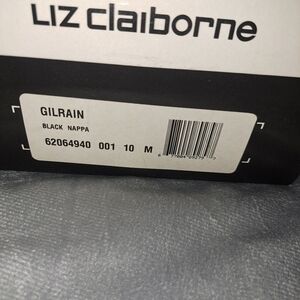 Liz claiborne
GILRAIN
BLACK NAPPA
62064940 001 10 M